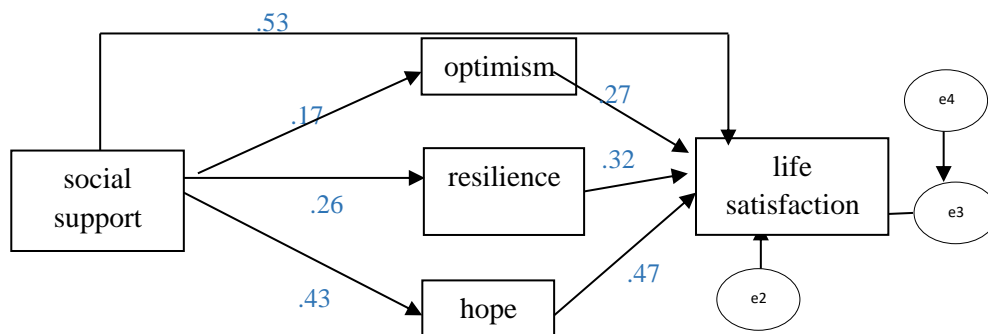 .53
optimism
.27
e4
.17
social
support
resilience
.32
life
satisfaction
.26
e3
.43
hope
.47
e2